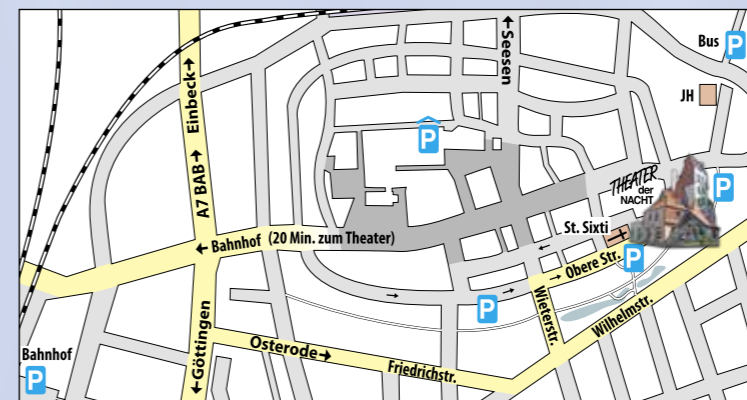 Bus
P
JH
P
← Seesen
Einbeck →
A7 BAB →
P
THEATER
der
NACHT
P
St. Sixti
← Bahnhof (20 Min. zum Theater)
Obere Str.
P
P
Wieterstr.
Wilhelmstr.
← Göttingen
Osterode →
Friedrichstr.
Bahnhof
P